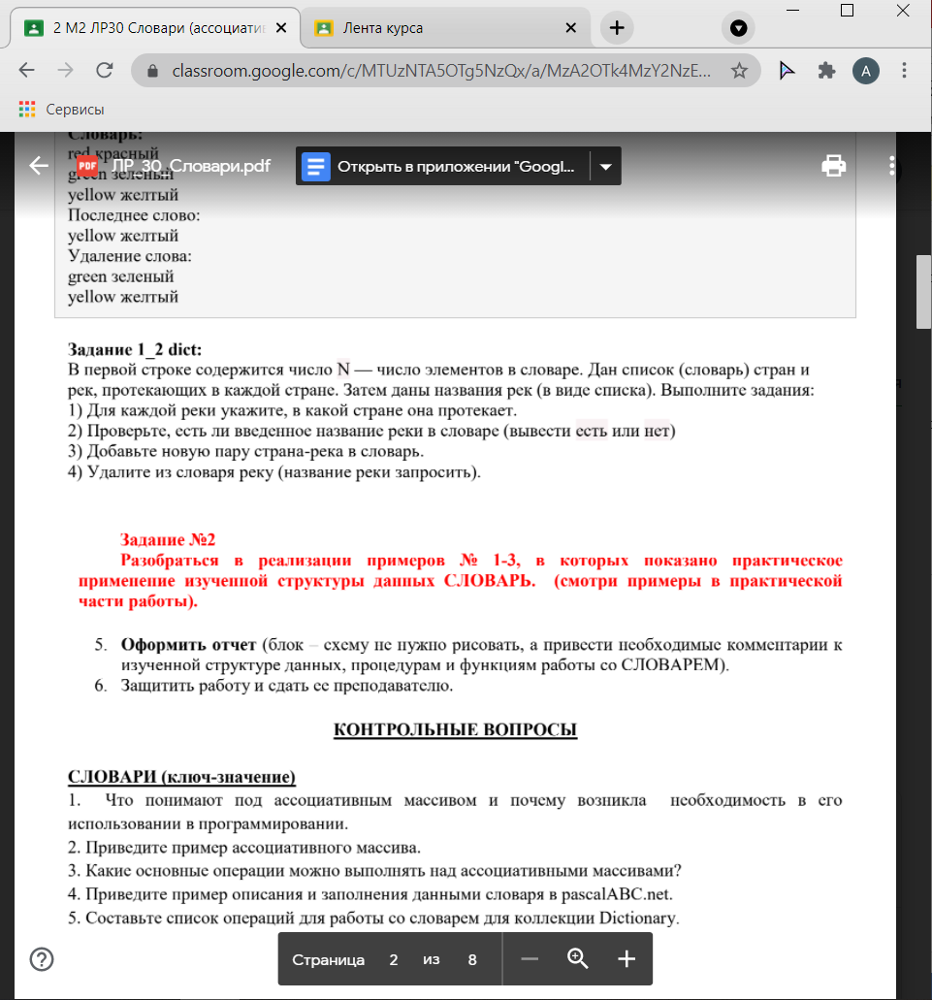 2 М2 ЛР30 Словари (ассоциатив
Лента курса
classroom.google.com/c/MTUzNTA5OTg5NzQx/a/MzA2OTk4MzY2NzE...
A
Сервисы
Словарь:
red красный
ЛР_30_Словари.pdf
PDF
Открыть в приложении "Googl...
green зеленый
yellow желтый
Последнее слово:
yellow желтый
Удаление слова:
green зеленый
yellow желтый
Задание 1_2 dict:
В первой строке содержится число N — число элементов в словаре. Дан список (словарь) стран и
рек, протекающих в каждой стране. Затем даны названия рек (в виде списка). Выполните задания:
1) Для каждой реки укажите, в какой стране она протекает.
2) Проверьте, есть ли введенное название реки в словаре (вывести есть или нет)
3) Добавьте новую пару страна-река в словарь.
4) Удалите из словаря реку (название реки запросить).
Задание №2
Разобраться в реализации примеров № 1-3, в которых показано практическое
применение изученной структуры данных СЛОВАРЬ. (смотри примеры в практической
части работы).
5. Оформить отчет (блок – схему не нужно рисовать, а привести необходимые комментарии к
изученной структуре данных, процедурам и функциям работы со СЛОВАРЕМ).
6. Защитить работу и сдать ее преподавателю.
КОНТРОЛЬНЫЕ ВОПРОСЫ
СЛОВАРИ (ключ-значение)
1. Что понимают под ассоциативным массивом и почему возникла необходимость в его
использовании в программировании.
2. Приведите пример ассоциативного массива.
3. Какие основные операции можно выполнять над ассоциативными массивами?
4. Приведите пример описания и заполнения данными словаря в pascalABC.net.
5. Составьте список операций для работы со словарем для коллекции Dictionary.
Страница 2 из 8